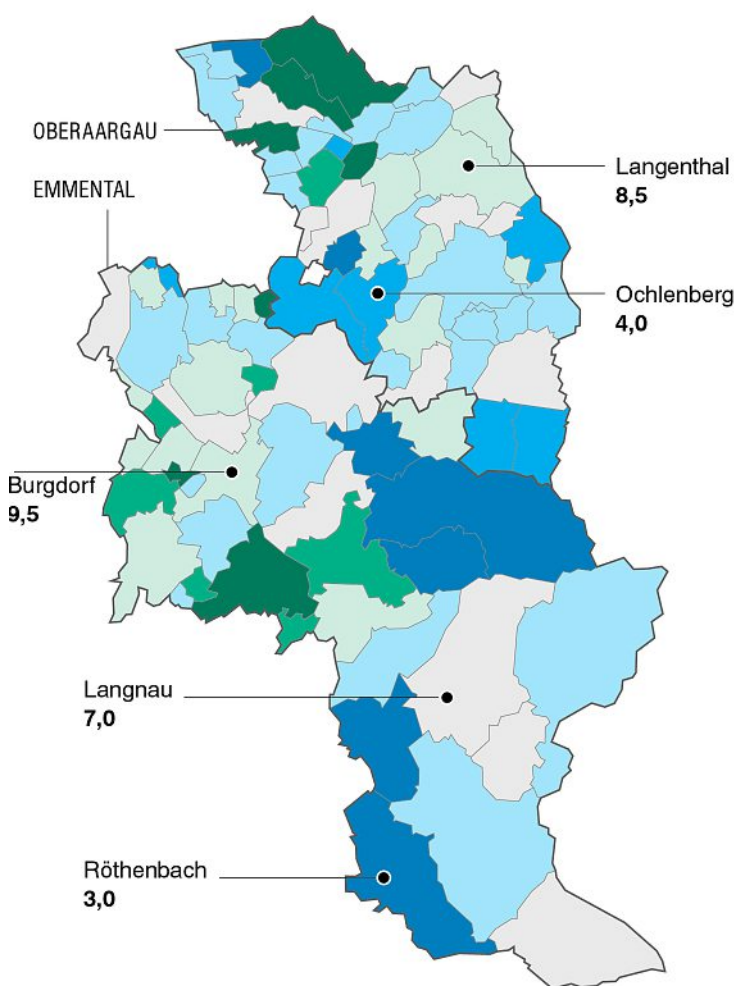 OBERAARGAU
EMMENTAL
Langenthal
8,5
Ochlenberg
4,0
Burgdorf
9,5
Langnau
7,0
Röthenbach
3,0